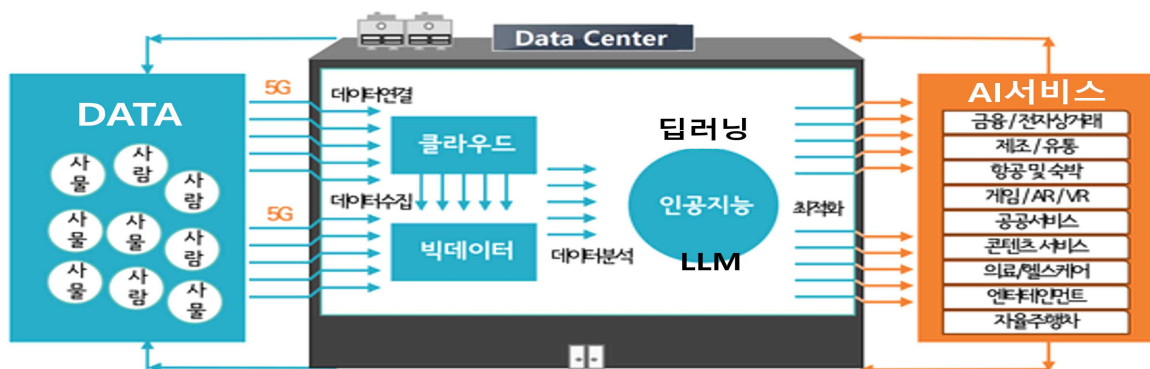 Data Center
DATA
사물
사람
사람
사물
사물
사람
사물
사람
사물
5G
5G
데이터연결
클라우드
데이터수집
빅데이터
데이터분석
딥러닝
인공지능
LLM
최적화
AI서비스
금융 / 전자상거래
제조 / 유통
항공 및 숙박
게임 / AR / VR
공공서비스
콘텐츠 서비스
의료/헬스케어
엔터테인먼트
자율주행차